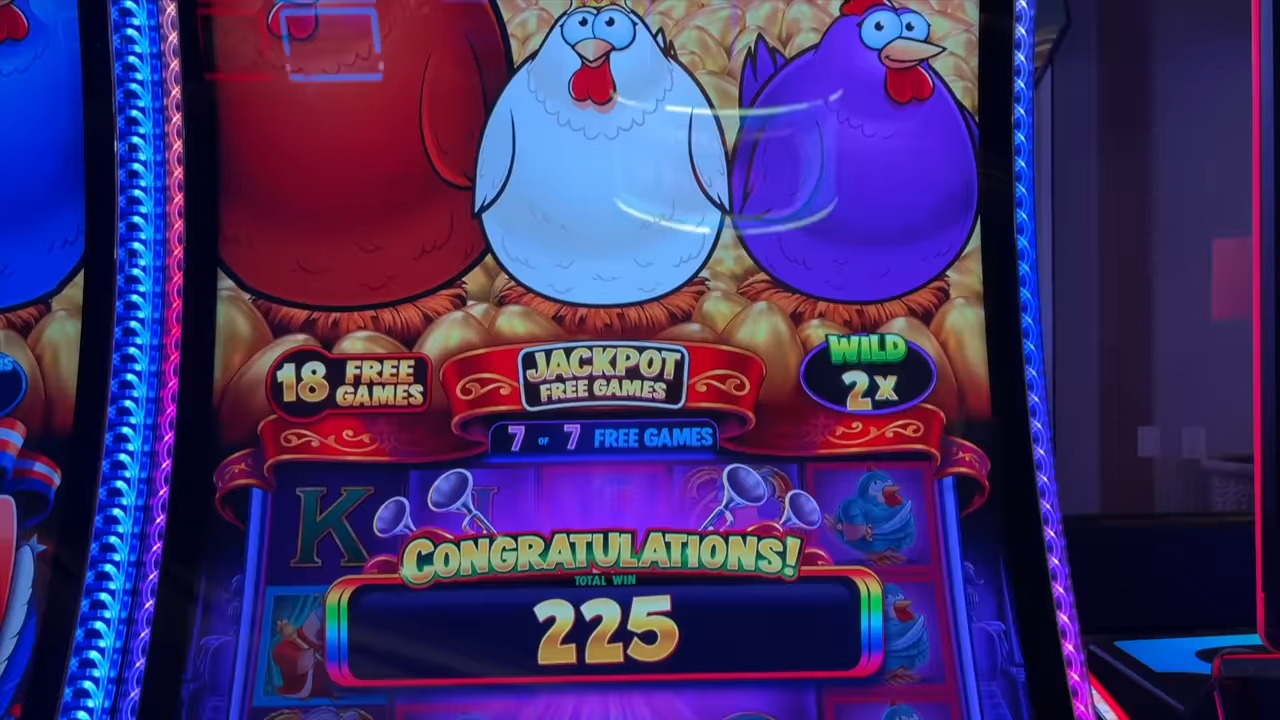 18 FREE
GAMES
JACKPOT
FREE GAMES
WILD
2X
7 OF 7 FREE GAMES
K
CONGRATULATIONS!
TOTAL WIN
225